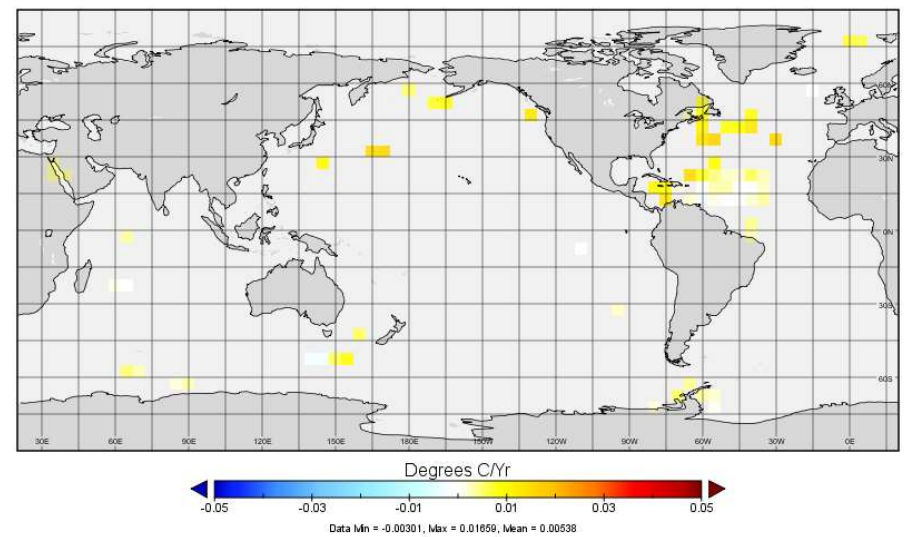 60N
30N
0N
30S
60S
30E 60E 90E 120E 150E 180E 150W 120W 90W 60W 30W 0E
Degrees C/Yr
-0.05 -0.03 -0.01 0.01 0.03 0.05
Data Min = -0.00301, Max = 0.01659, Mean = 0.00538